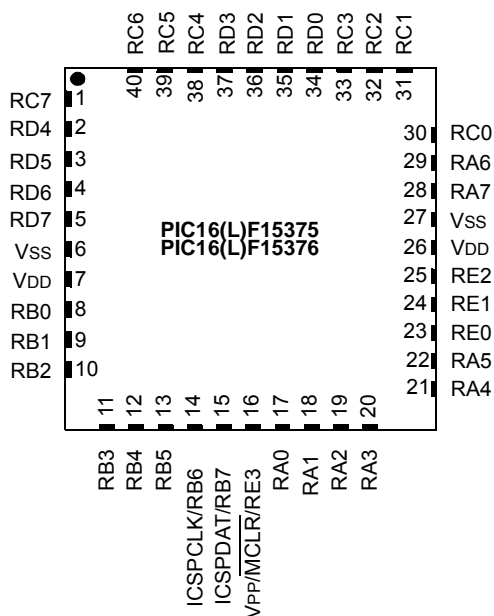 RC6
RC5
RC4
RD3
RD2
RD1
RD0
RC3
RC2
RC1
40
39
38
37
36
35
34
33
32
31
RC7 1
RD4 2
RD5 3
RD6 4
RD7 5
VSS 6
VDD 7
RB0 8
RB1 9
RB2 10
PIC16(L)F15375
PIC16(L)F15376
30 RC0
29 RA6
28 RA7
27 VSS
26 VDD
25 RE2
24 RE1
23 RE0
22 RA5
21 RA4
11
12
13
14
15
16
17
18
19
20
RB3
RB4
RB5
ICSPCLK/RB6
ICSPDAT/RB7
VPP/MCLR/RE3
RA0
RA1
RA2
RA3